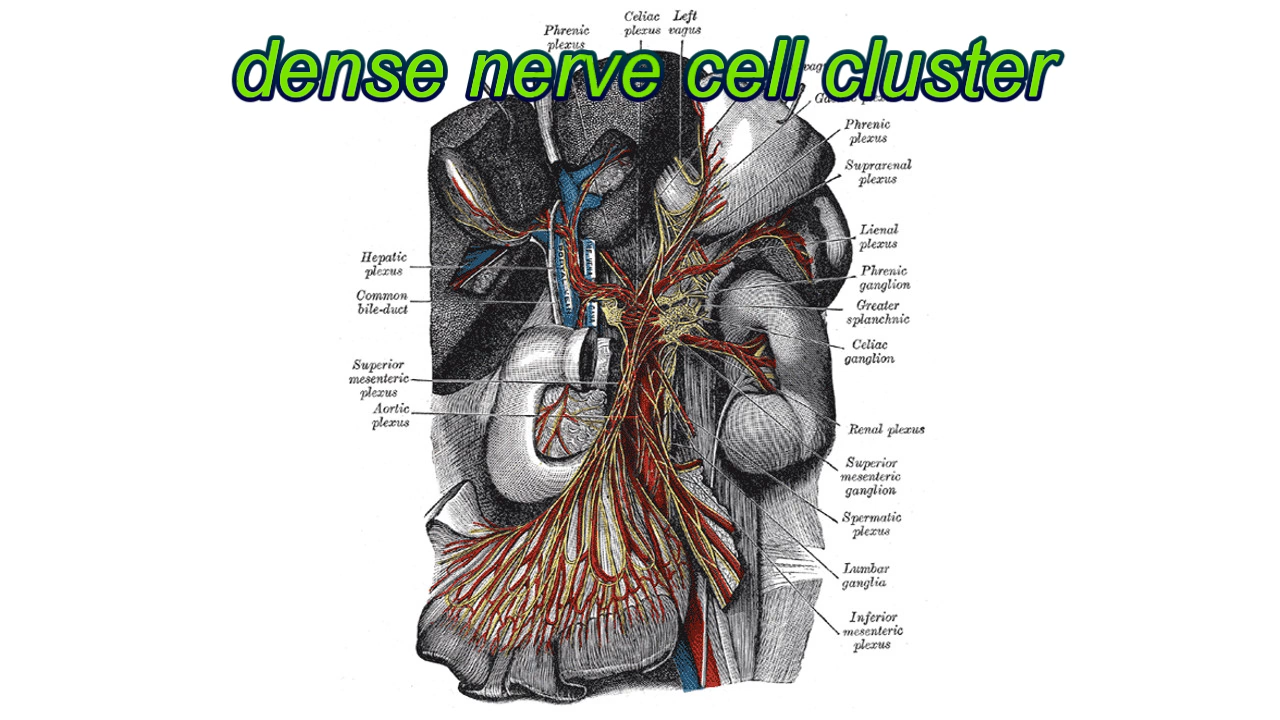 Celiac Left
Phrenic plexus vagus
plexus
dense nerve cell cluster
Phrenic
plexus
Suprarenal
plexus
Lienal
plexus
Hepatic
plexus
Phrenic
ganglion
Common
bile-duct
Greater
splanchnic
Celiac
ganglion
Superior
mesenteric
plexus
Aortic
plexus
Renal plexus
Superior
mesenteric
ganglion
Spermatic
plexus
Lumbar
ganglia
Inferior
mesenteric
plexus